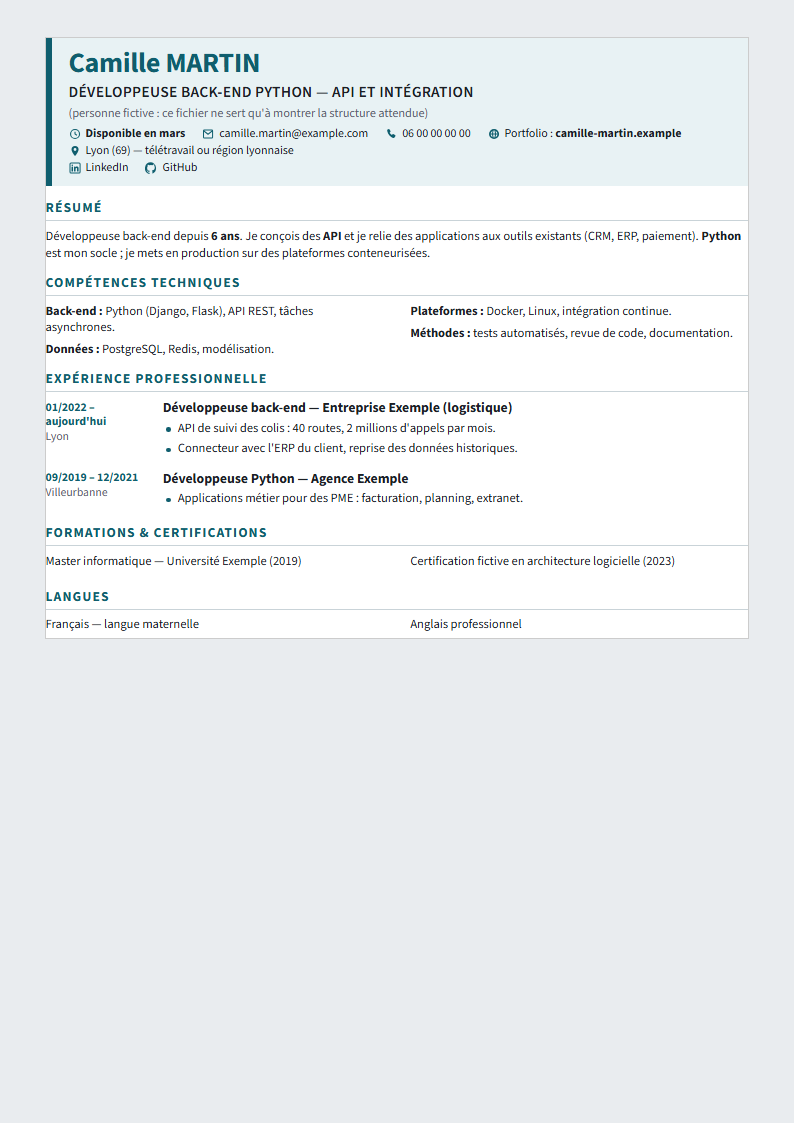 Camille MARTIN
DÉVELOPPEUSE BACK-END PYTHON — API ET INTÉGRATION
(personne fictive : ce fichier ne sert qu'à montrer la structure attendue)
Disponible en mars camille.martin@example.com 06 00 00 00 00 Portfolio : camille-martin.example
Lyon (69) — télétravail ou région lyonnaise
LinkedIn GitHub
RÉSUMÉ
Développeuse back-end depuis 6 ans. Je conçois des API et je relie des applications aux outils existants (CRM, ERP, paiement). Python
est mon socle ; je mets en production sur des plateformes conteneurisées.
COMPÉTENCES TECHNIQUES
Back-end : Python (Django, Flask), API REST, tâches
asynchrones.
Données : PostgreSQL, Redis, modélisation.
Plateformes : Docker, Linux, intégration continue.
Méthodes : tests automatisés, revue de code, documentation.
EXPÉRIENCE PROFESSIONNELLE
01/2022 –
aujourd'hui
Lyon
Développeuse back-end — Entreprise Exemple (logistique)
API de suivi des colis : 40 routes, 2 millions d'appels par mois.
Connecteur avec l'ERP du client, reprise des données historiques.
09/2019 – 12/2021
Villeurbanne
Développeuse Python — Agence Exemple
Applications métier pour des PME : facturation, planning, extranet.
FORMATIONS & CERTIFICATIONS
Master informatique — Université Exemple (2019)
Certification fictive en architecture logicielle (2023)
LANGUES
Français — langue maternelle
Anglais professionnel